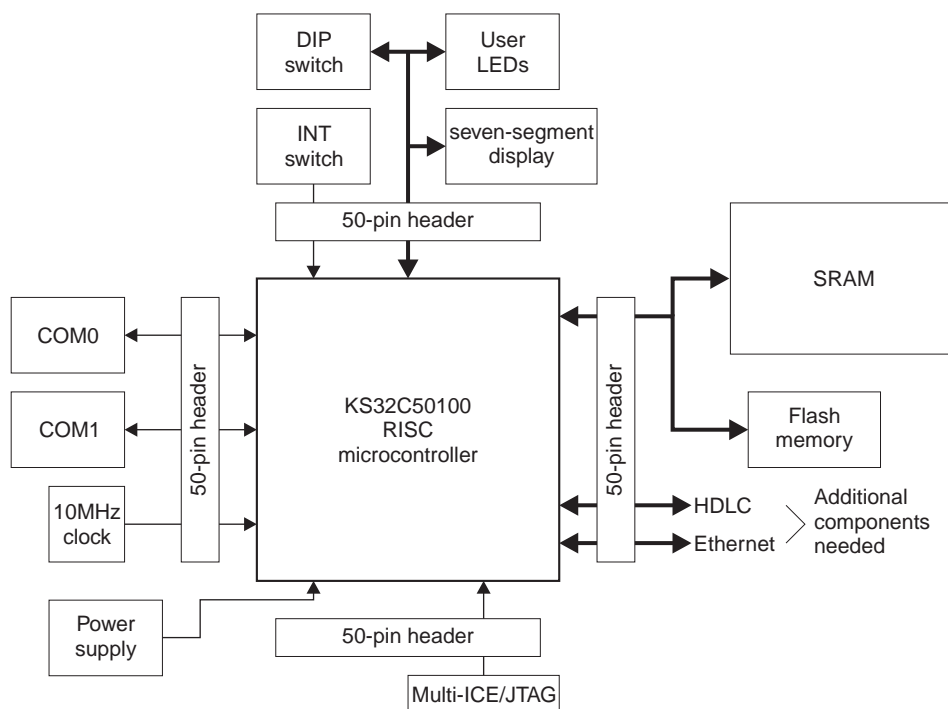 DIP
switch
User
LEDs
INT
switch
seven-segment
display
50-pin header
SRAM
COM0
50-pin header
KS32C50100
RISC
microcontroller
50-pin header
COM1
Flash
memory
10MHz
clock
HDLC
Ethernet
Additional
components
needed
Power
supply
50-pin header
Multi-ICE/JTAG